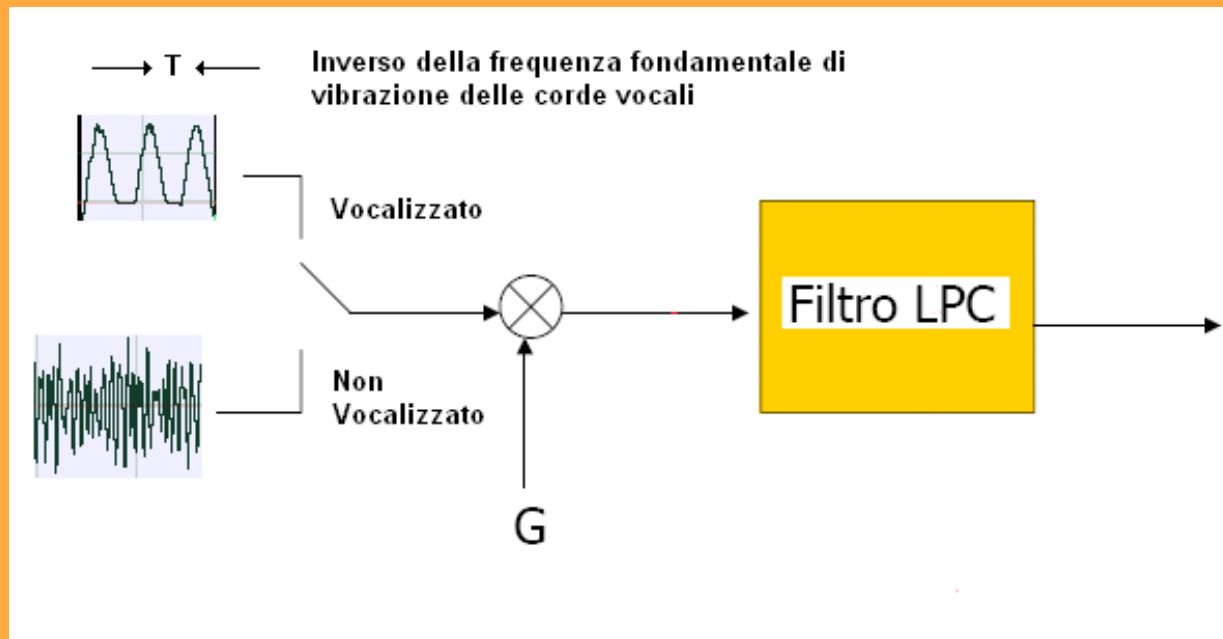 T
Inverso della frequenza fondamentale di
vibrazione delle corde vocali
Vocalizzato
Filtro LPC
Non
Vocalizzato
G